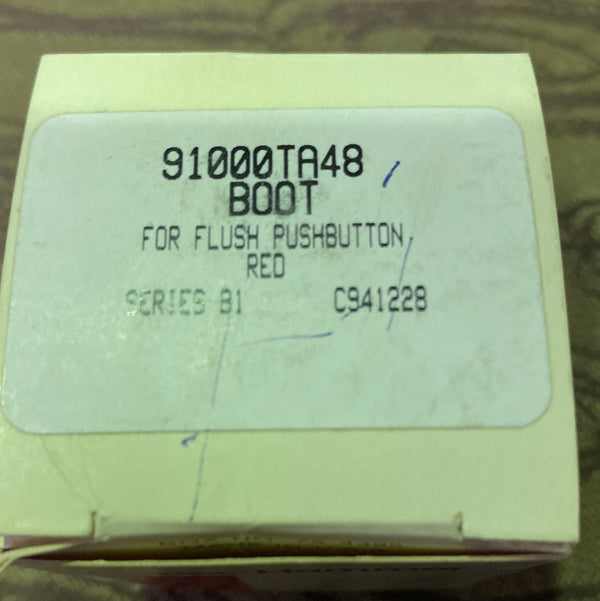 91000TA48
BOOT
FOR FLUSH PUSHBUTTON
RED
SERIES B1 C941228